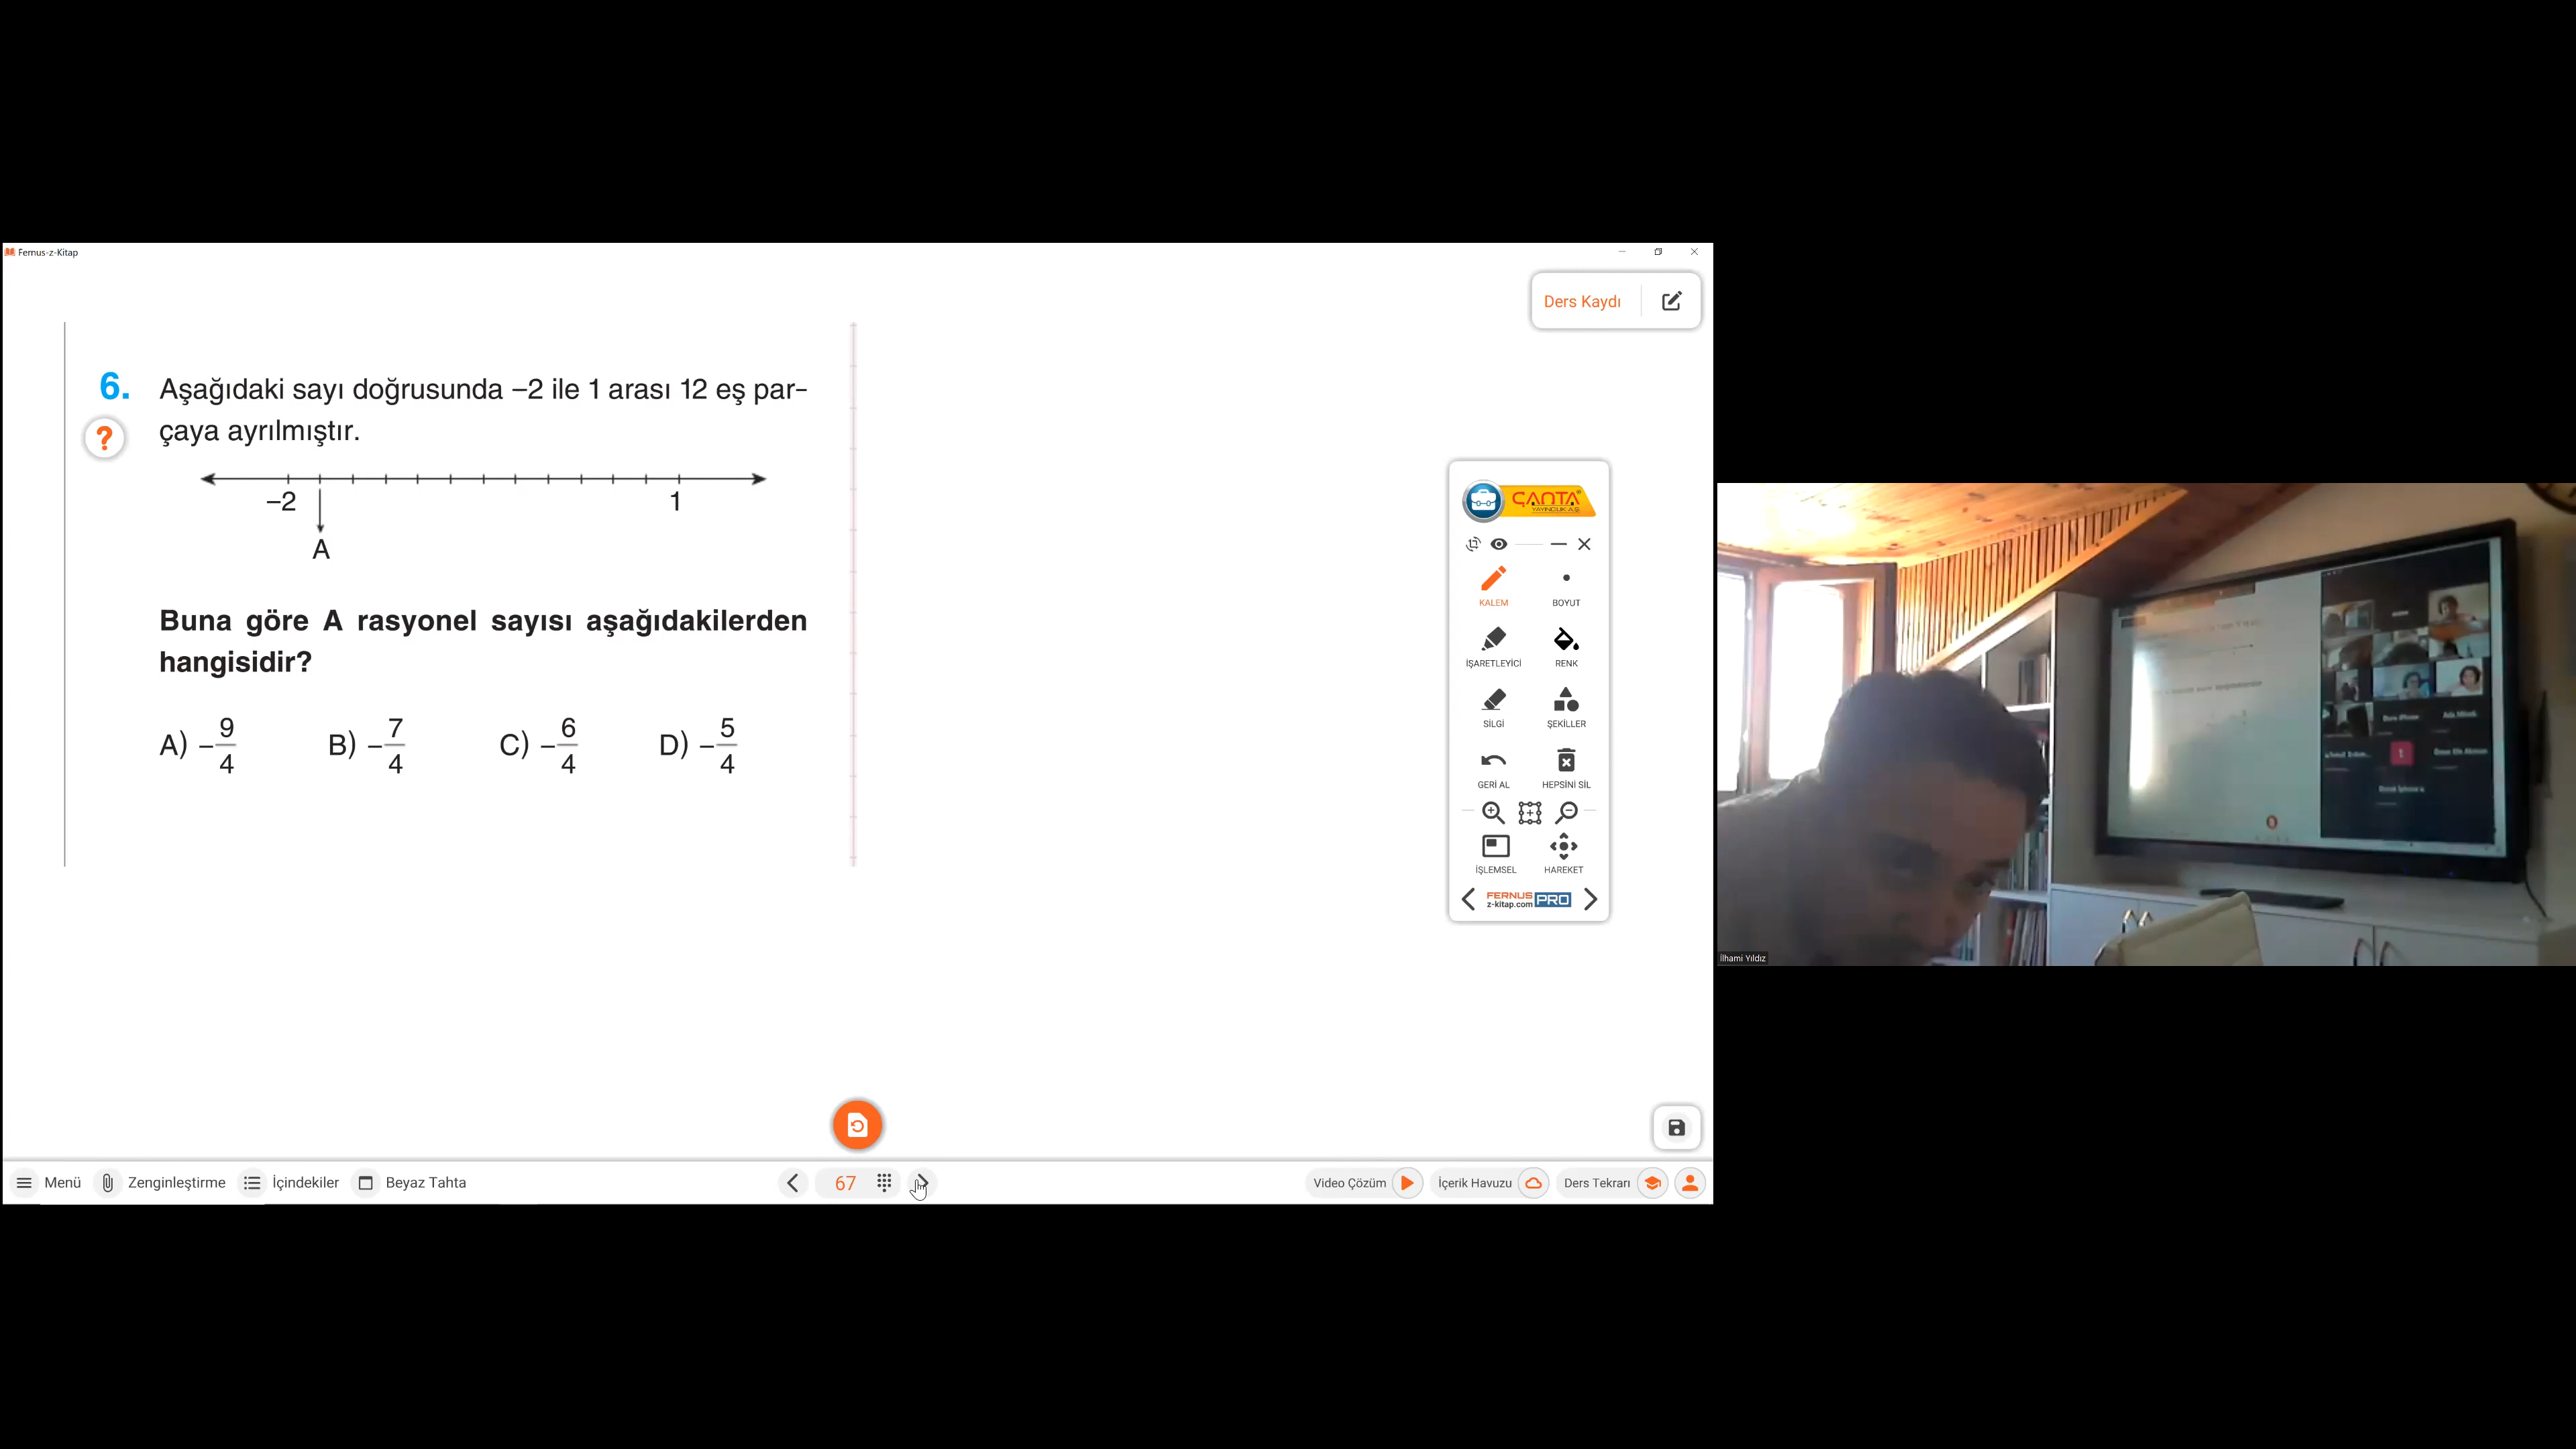 Fernus-z-Kitap
Ders Kaydı
6. Aşağıdaki sayı doğrusunda –2 ile 1 arası 12 eş par-
çaya ayrılmıştır.
?
–2 1
A
Buna göre A rasyonel sayısı aşağıdakilerden
hangisidir?
A) –9/4 B) –7/4 C) –6/4 D) –5/4
ÇANTA
YAYINCILIK A.Ş.
KALEM BOYUT
İŞARETLEYİCİ RENK
SİLGİ ŞEKİLLER
GERİ AL HEPSİNİ SİL
İŞLEMSEL HAREKET
FERNUS
z-kitap.com PRO
Menü Zenginleştirme İçindekiler Beyaz Tahta 67 Video Çözüm İçerik Havuzu Ders Tekrarı
İlhami Yıldız